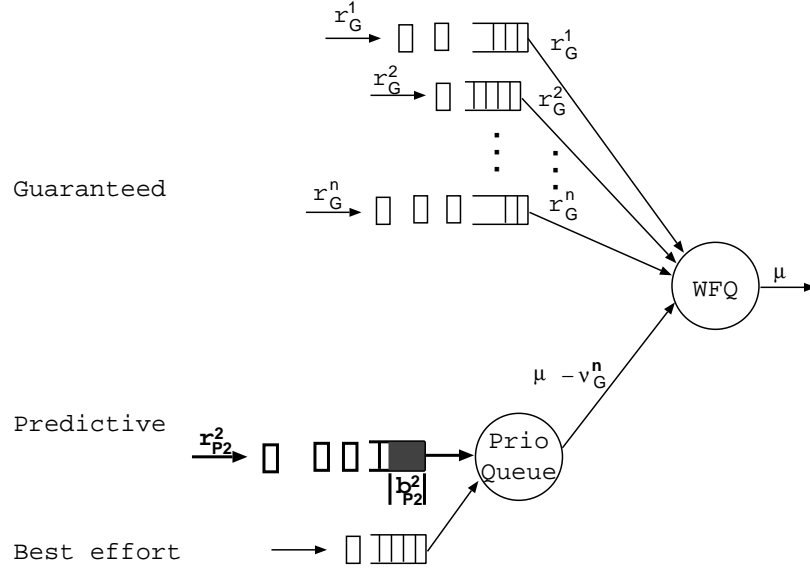 r_G^1
r_G^1
r_G^2
r_G^2
Guaranteed
r_G^n
r_G^n
WFQ
μ
μ - ν_G^n
Predictive
r_P2^2
Prio
Queue
b_P2^2
Best effort